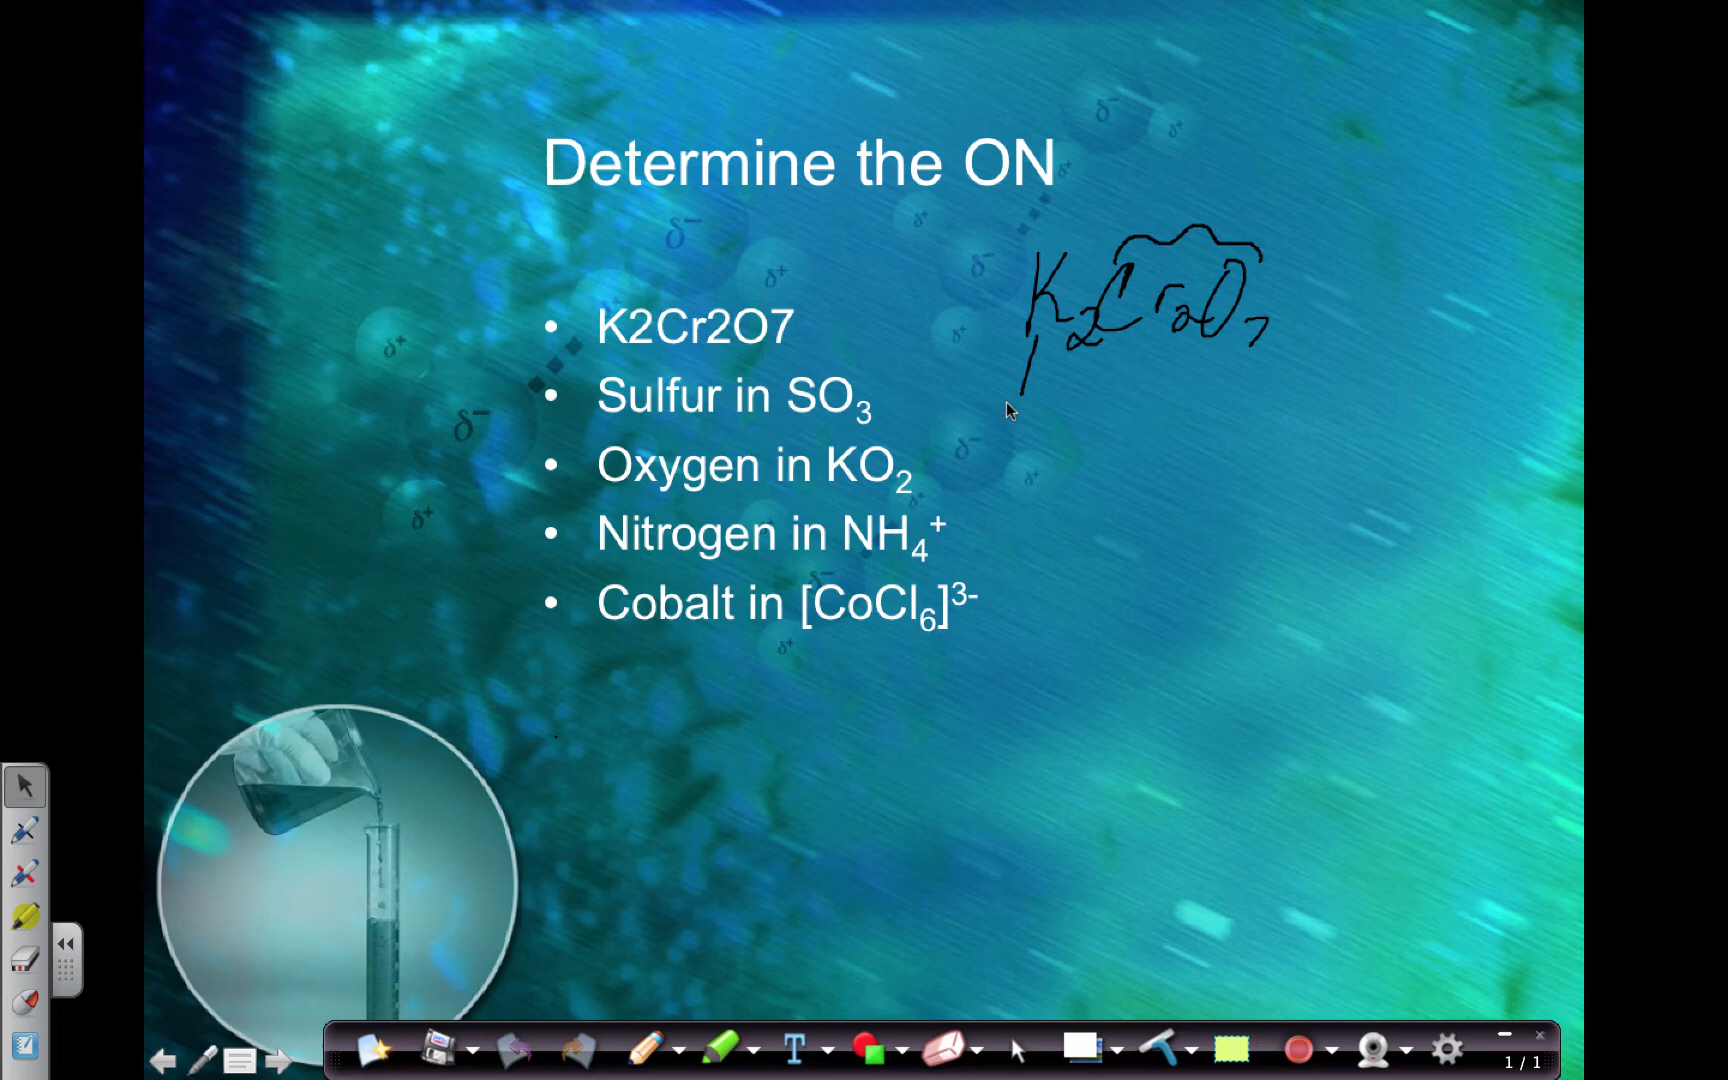 Determine the ON
K₂Cr₂O₇
• K2Cr2O7
• Sulfur in SO₃
• Oxygen in KO₂
• Nitrogen in NH₄⁺
• Cobalt in [CoCl₆]³⁻
δ⁻
δ⁺
δ⁺
δ⁻
δ⁺
δ⁺
δ⁻
δ⁺
δ⁺
δ⁻
δ⁺
δ⁻
δ⁺
δ⁺
T
1 / 1